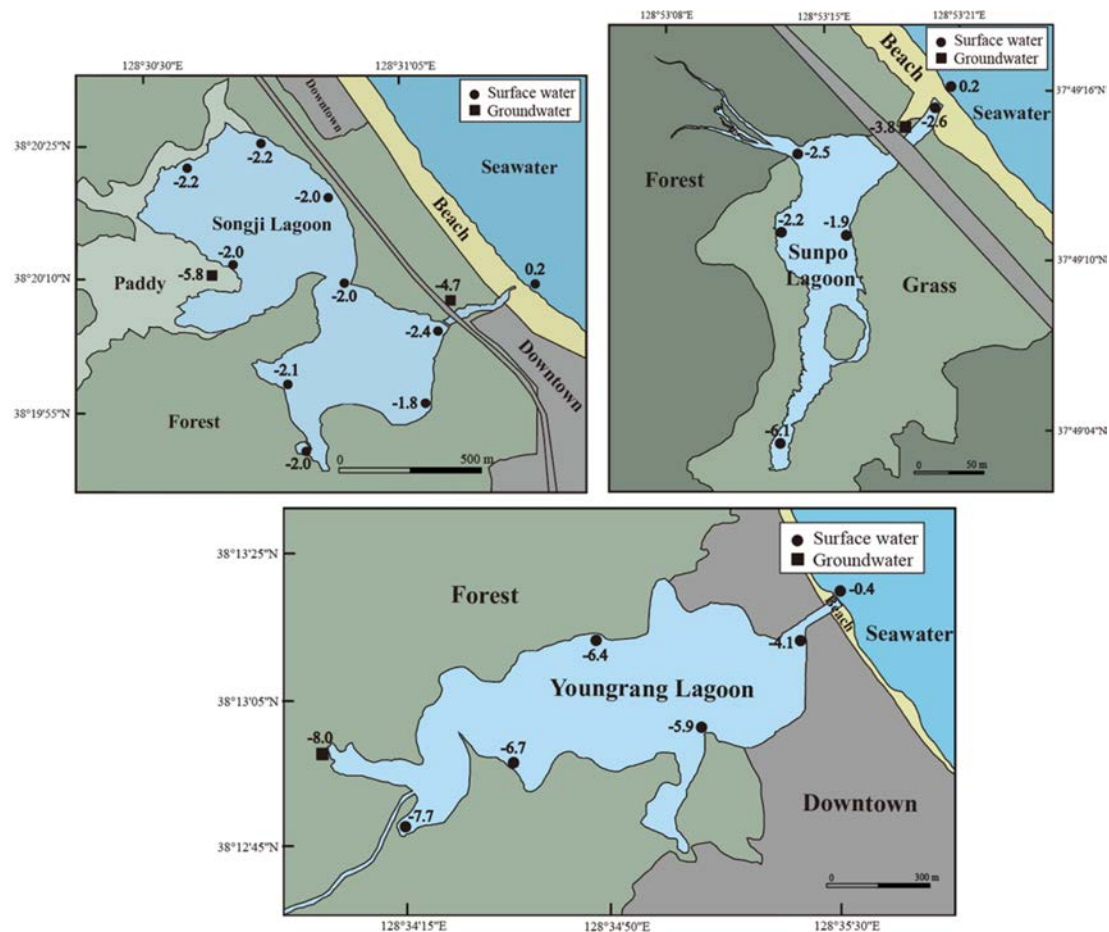 128°30'30"E
128°31'05"E
Surface water
Groundwater
Downtown
38°20'25"N
-2.2
-2.2
-2.0
Songji Lagoon
Seawater
Beach
-2.0
-5.8
38°20'10"N
Paddy
-2.0
-4.7
0.2
-2.4
Downtown
-2.1
-1.8
38°19'55"N
Forest
-2.0
0
500 m
128°53'08"E
128°53'15"E
128°53'21"E
Surface water
Groundwater
Beach
0.2
37°49'16"N
Seawater
-2.6
-3.8
-2.5
Forest
-2.2
-1.9
Sunpo
Lagoon
37°49'10"N
Grass
-6.1
37°49'04"N
0
50 m
Surface water
Groundwater
38°13'25"N
Forest
-0.4
Beach
Seawater
-6.4
-4.1
Youngrang Lagoon
38°13'05"N
-5.9
-8.0
-6.7
Downtown
-7.7
38°12'45"N
0
300 m
128°34'15"E
128°34'50"E
128°35'30"E